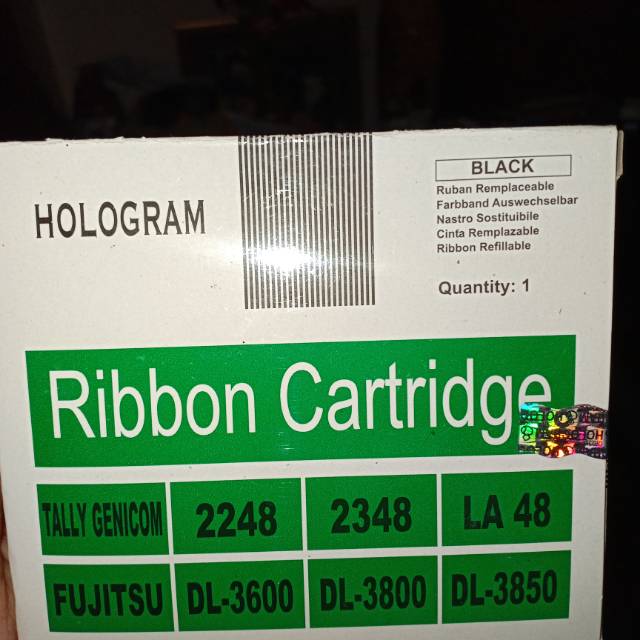 BLACK
Ruban Remplaceable
Farbband Auswechselbar
Nastro Sostituibile
Cinta Remplazable
Ribbon Refillable
Quantity: 1
HOLOGRAM
Ribbon Cartridge
TALLY GENICOM 2248 2348 LA 48
FUJITSU DL-3600 DL-3800 DL-3850